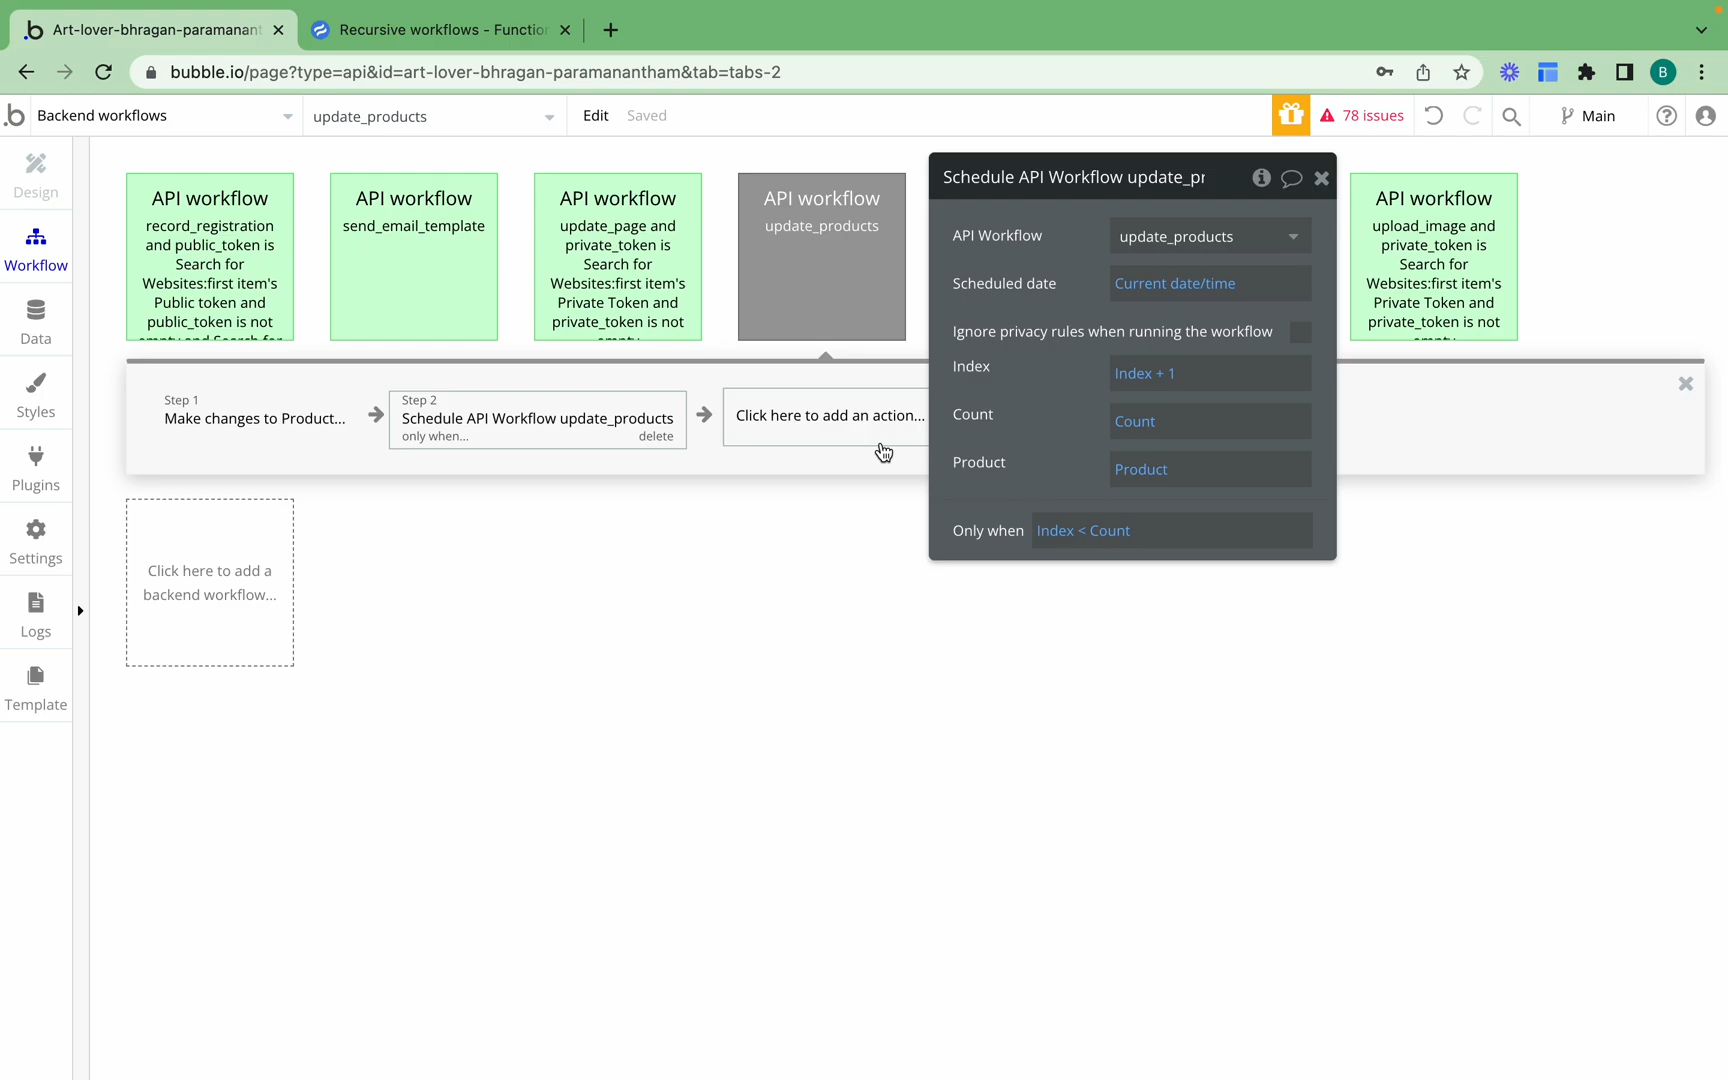 Art-lover-bhragan-paramanant
Recursive workflows - Function
bubble.io/page?type=api&id=art-lover-bhragan-paramanantham&tab=tabs-2
B
Backend workflows
update_products
Edit
Saved
78 issues
Main
Design
Workflow
Data
Styles
Plugins
Settings
Logs
Template
API workflow
record_registration
and public_token is
Search for
Websites:first item's
Public token and
public_token is not
empty and Search for
API workflow
send_email_template
API workflow
update_page and
private_token is
Search for
Websites:first item's
Private Token and
private_token is not
empty
API workflow
update_products
API workflow
upload_image and
private_token is
Search for
Websites:first item's
Private Token and
private_token is not
empty
Step 1
Make changes to Product...
Step 2
Schedule API Workflow update_products
only when...
delete
Click here to add an action...
Click here to add a
backend workflow...
Schedule API Workflow update_pr
API Workflow
update_products
Scheduled date
Current date/time
Ignore privacy rules when running the workflow
Index
Index + 1
Count
Count
Product
Product
Only when
Index < Count